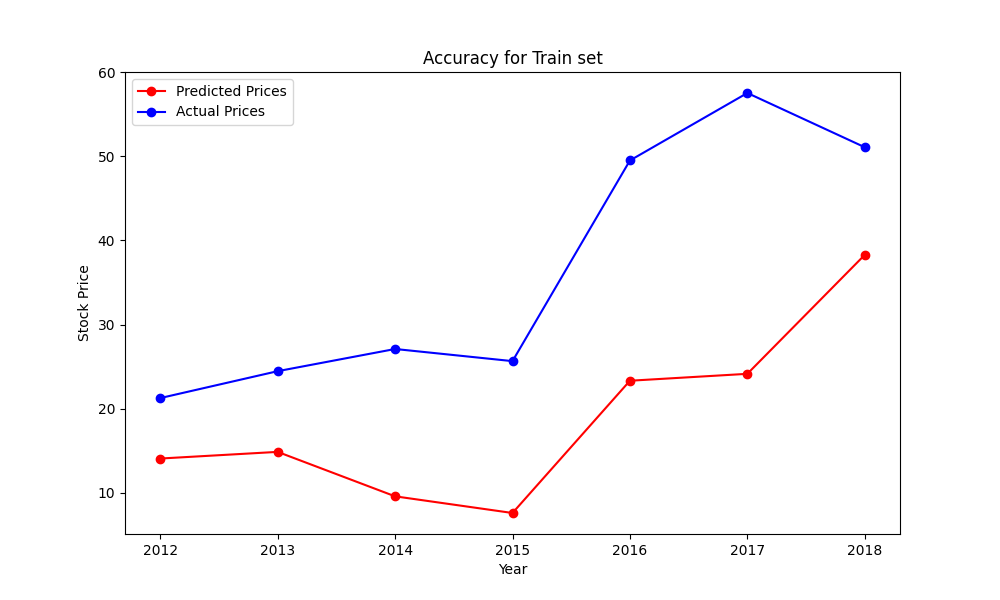 Accuracy for Train set
60
Predicted Prices
Actual Prices
50
40
30
20
10
Stock Price
2012 2013 2014 2015 2016 2017 2018
Year